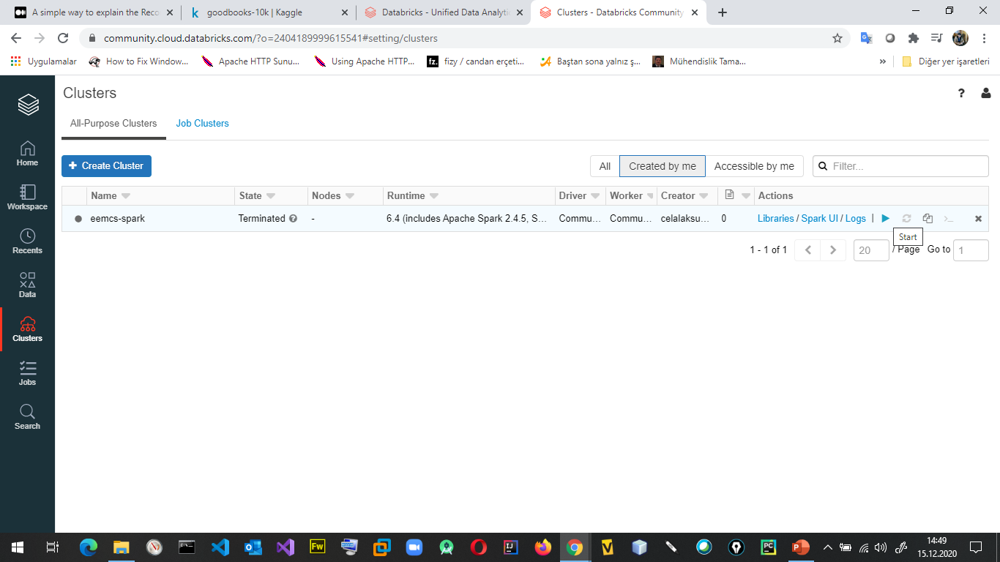 A simple way to explain the Reco
goodbooks-10k | Kaggle
Databricks - Unified Data Analyti
Clusters - Databricks Community
community.cloud.databricks.com/?o=2404189999615541#setting/clusters
Uygulamalar
How to Fix Window...
Apache HTTP Sunu...
Using Apache HTTP...
fz.
fizy / candan erçeti...
Baştan sona yalnız ş...
Mühendislik Tama...
»
Diğer yer işaretleri
Clusters
?
All-Purpose Clusters
Job Clusters
+ Create Cluster
All
Created by me
Accessible by me
Filter...
Name
State
Nodes
Runtime
Driver
Worker
Creator
Actions
eemcs-spark
Terminated ?
-
6.4 (includes Apache Spark 2.4.5, S...
Commu...
Commu...
celalaksu...
0
Libraries / Spark UI / Logs |
Start
1 - 1 of 1
20
/ Page
Go to
1
Home
Workspace
Recents
Data
Clusters
Jobs
Search
Fw
IJ
PC
P
14:49
15.12.2020